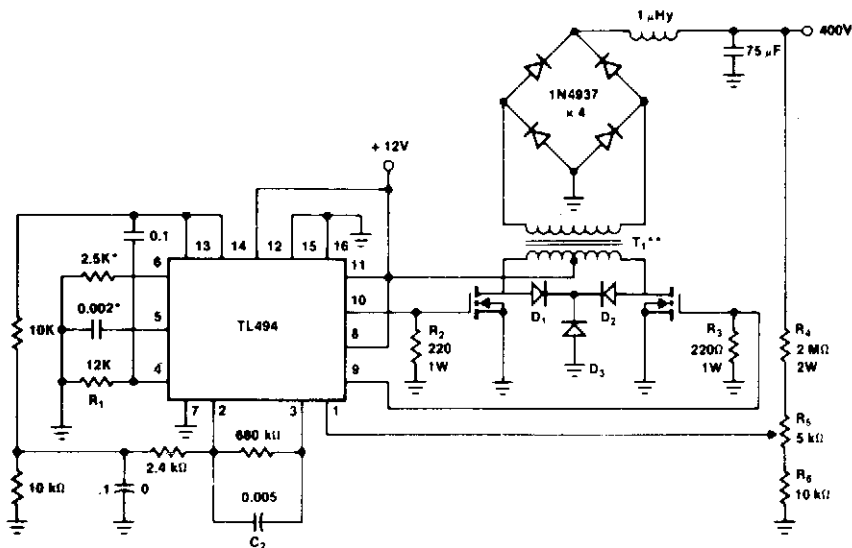 1 μHy
400V
75 μF
1N4937
× 4
+ 12V
0.1
13
14
12
15
16
T₁**
2.5K*
6
11
0.002*
5
10
TL494
D₁
D₂
10K
8
R₂
220
1W
R₃
220Ω
1W
R₄
2 MΩ
2W
12K
R₁
4
9
D₃
7
2
3
1
680 kΩ
R₅
5 kΩ
2.4 kΩ
10 kΩ
.1
0
0.005
C₂
R₆
10 kΩ